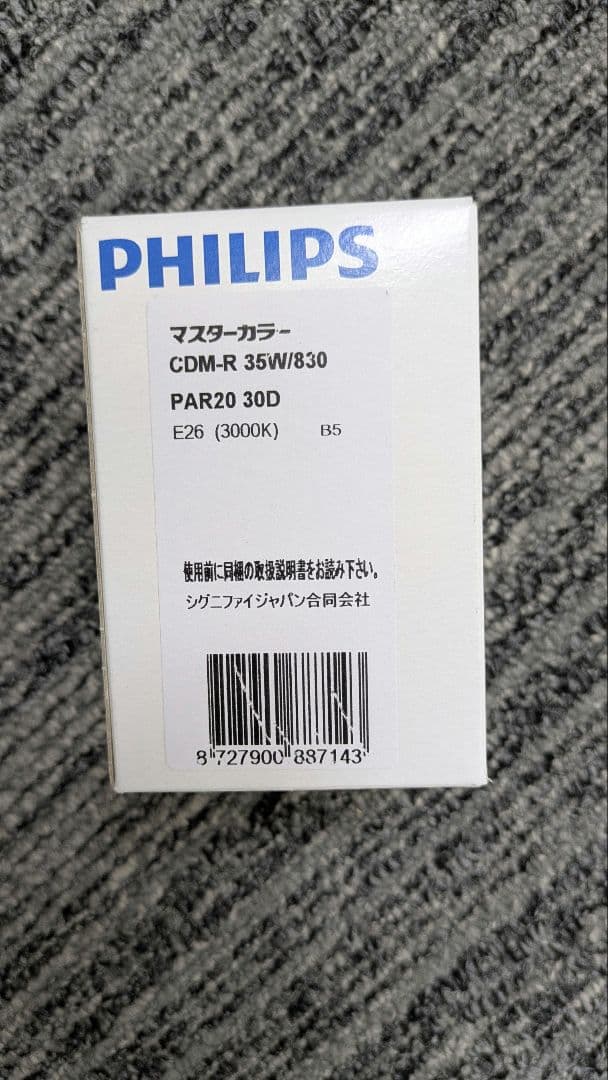 PHILIPS
マスターカラー
CDM-R 35W/830
PAR20 30D
E26 (3000K) B5
使用前に同梱の取扱説明書をお読み下さい。
シグニファイジャパン合同会社
8 727900 887143